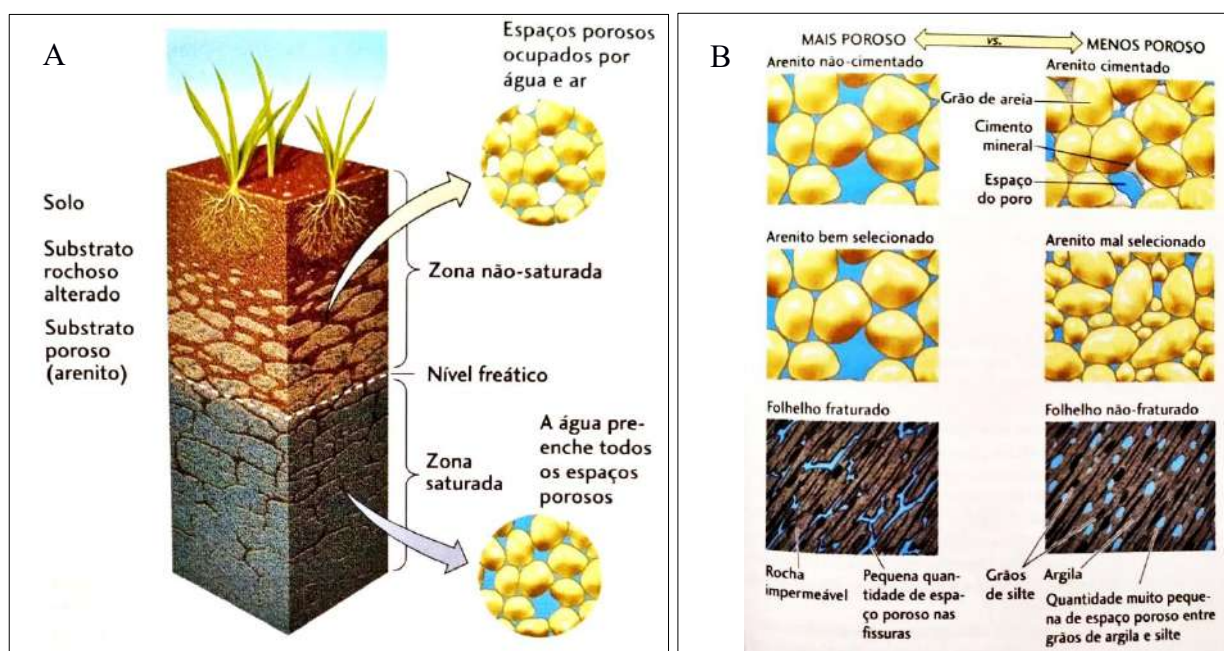 A
Espaços porosos
ocupados por
água e ar
Solo
Substrato
rochoso
alterado
Substrato
poroso
(arenito)
Zona não-saturada
Nível freático
Zona
saturada
A água pre-
enche todos
os espaços
porosos
B
MAIS POROSO
vs.
MENOS POROSO
Arenito não-cimentado
Arenito cimentado
Grão de areia
Cimento
mineral
Espaço
do poro
Arenito bem selecionado
Arenito mal selecionado
Folhelho fraturado
Folhelho não-fraturado
Rocha
impermeável
Pequena quan-
tidade de espa-
ço poroso nas
fissuras
Grãos
de silte
Argila
Quantidade muito peque-
na de espaço poroso entre
grãos de argila e silte